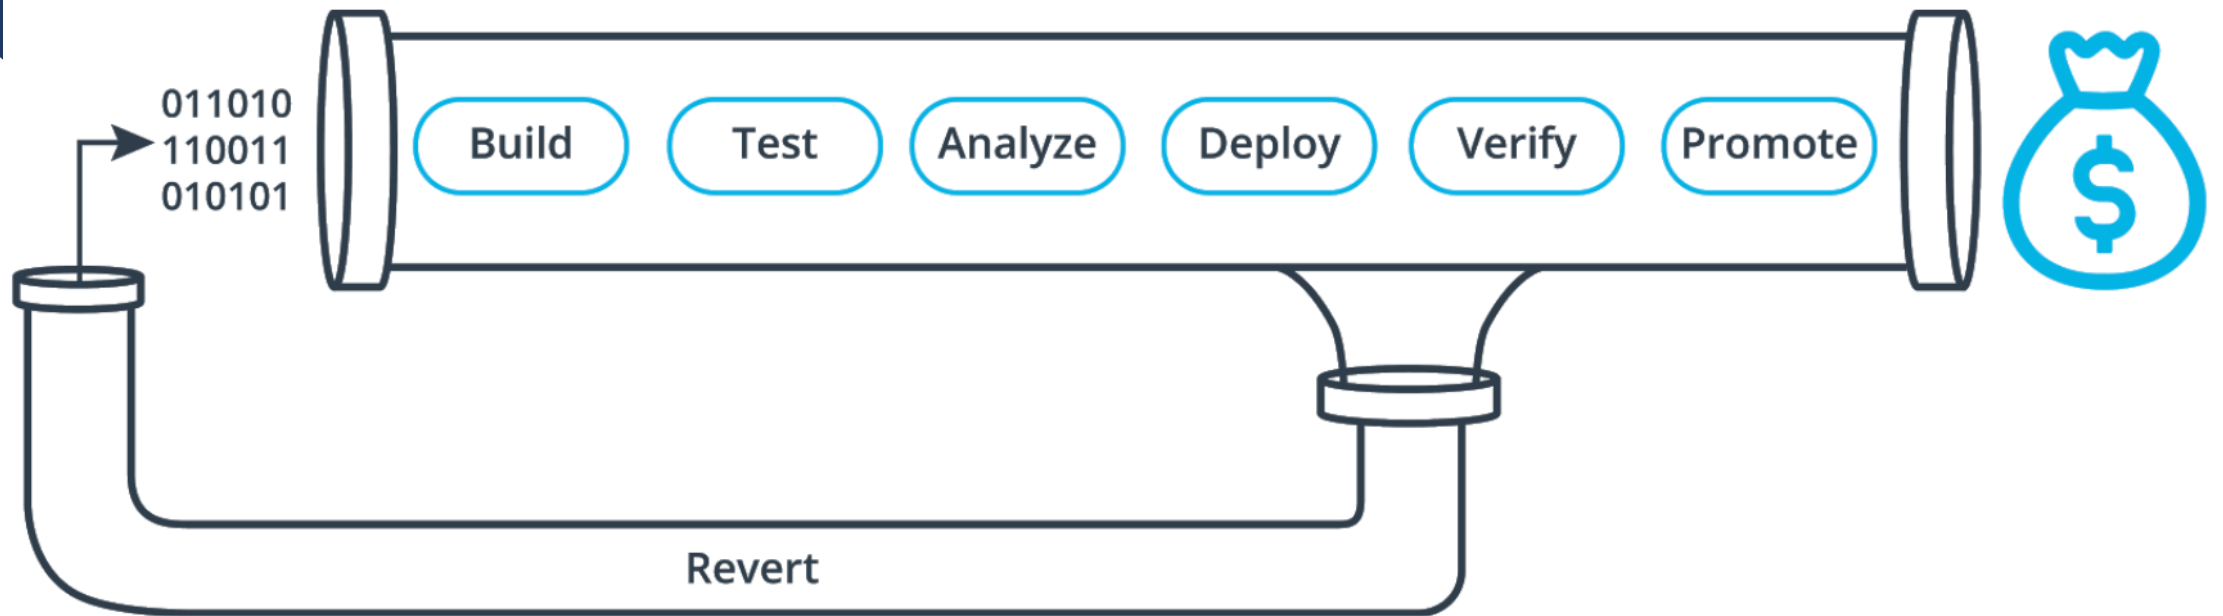 011010
110011
010101
Build
Test
Analyze
Deploy
Verify
Promote
$
Revert